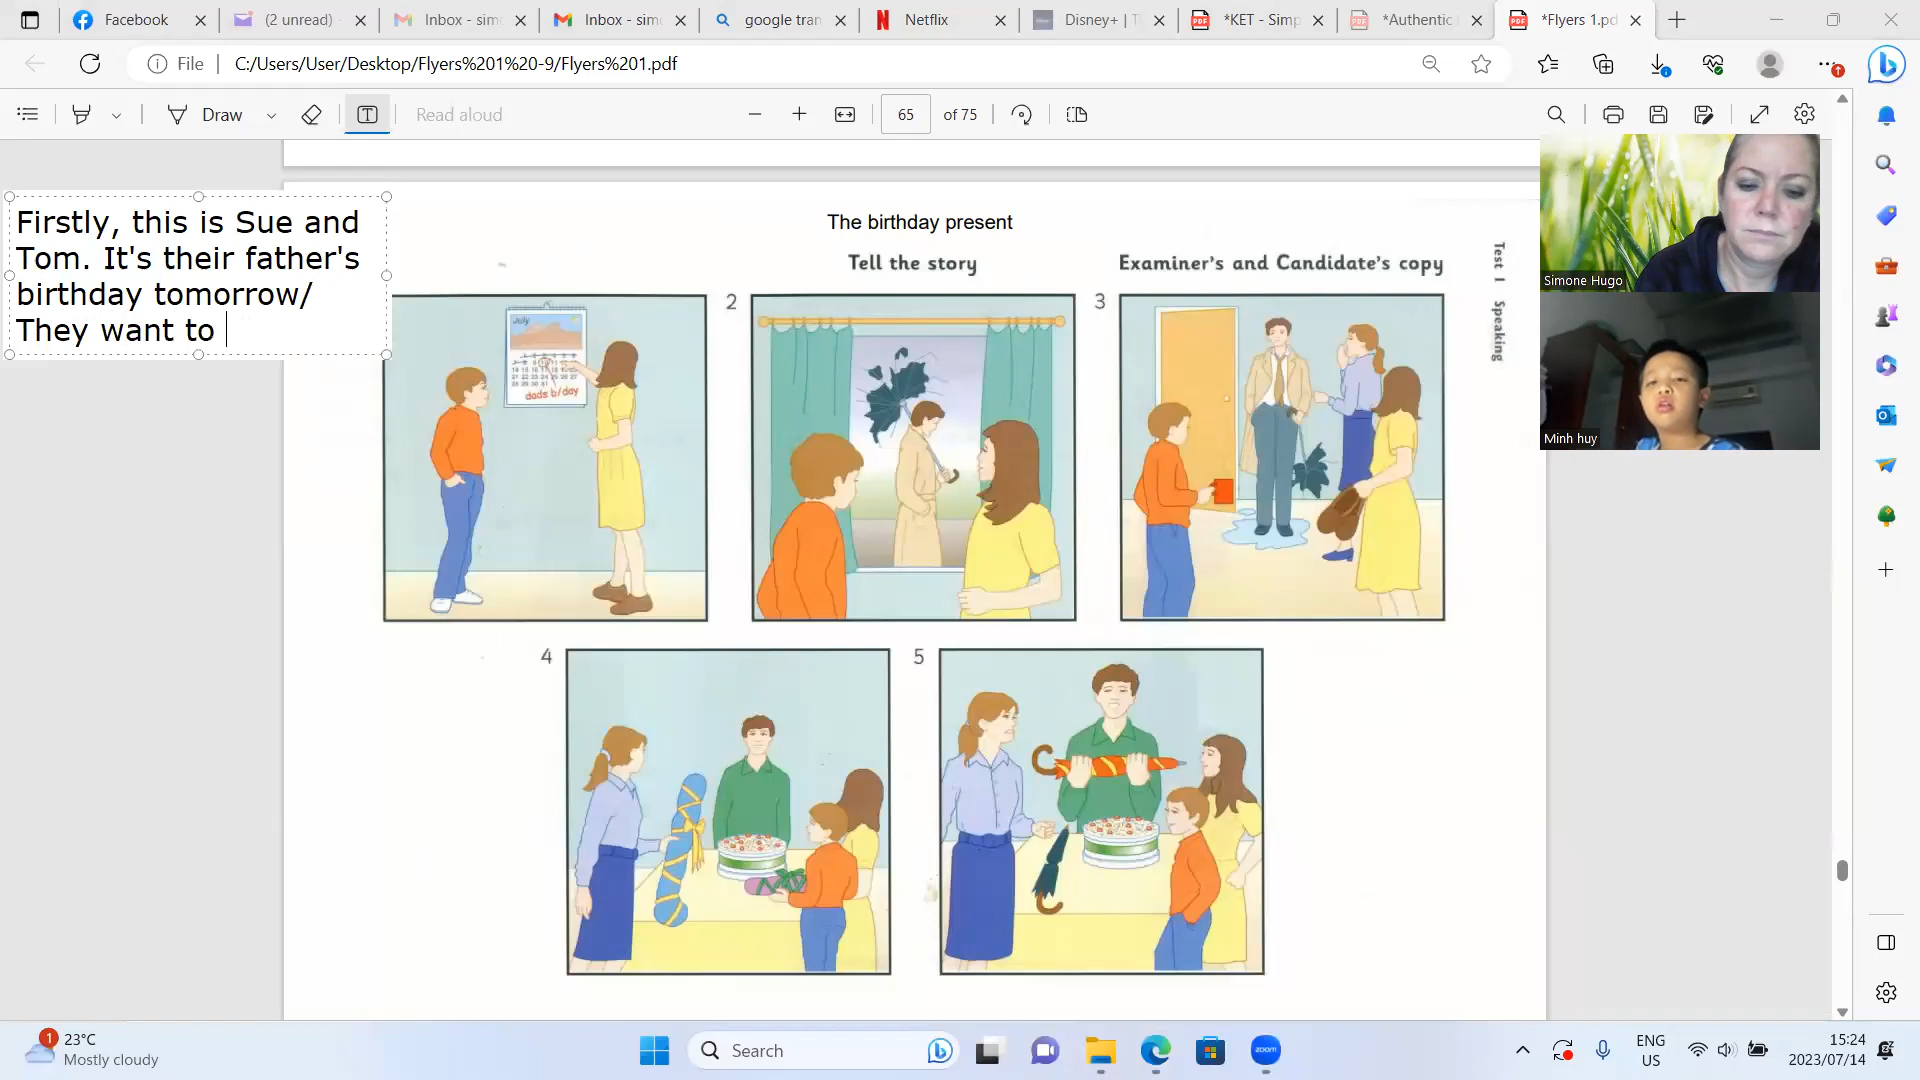 Facebook
(2 unread) -
Inbox - sim
Inbox - sim
google tran
Netflix
Disney+ | T
*KET - Simp
*Authentic
*Flyers 1.pd
File
C:/Users/User/Desktop/Flyers%201%20-9/Flyers%201.pdf
Draw
Read aloud
65
of 75
Firstly, this is Sue and
Tom. It's their father's
birthday tomorrow/
They want to
The birthday present
Tell the story
Examiner's and Candidate's copy
Test 1 Speaking
July
dads b/day
2
3
4
5
Simone Hugo
Minh huy
1
23°C
Mostly cloudy
Search
zoom
ENG
US
15:24
2023/07/14